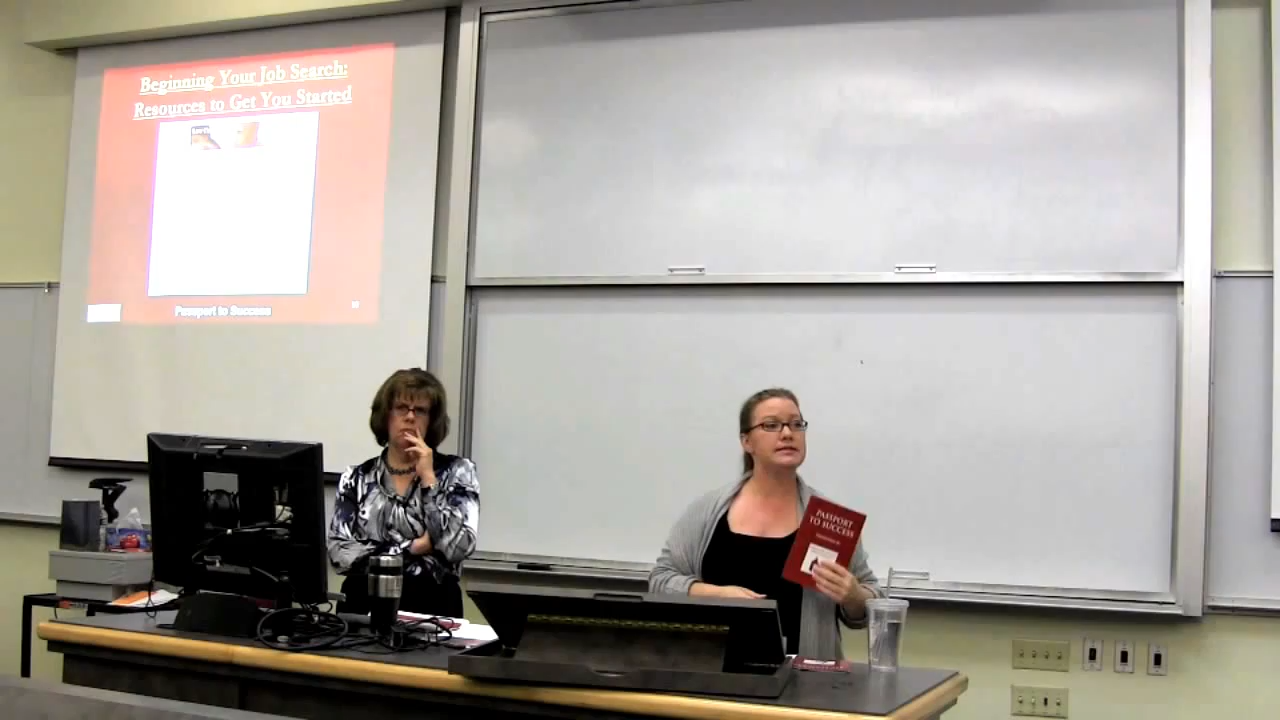 Beginning Your Job Search:
Resources to Get You Started
Passport to Success
PASSPORT
TO SUCCESS